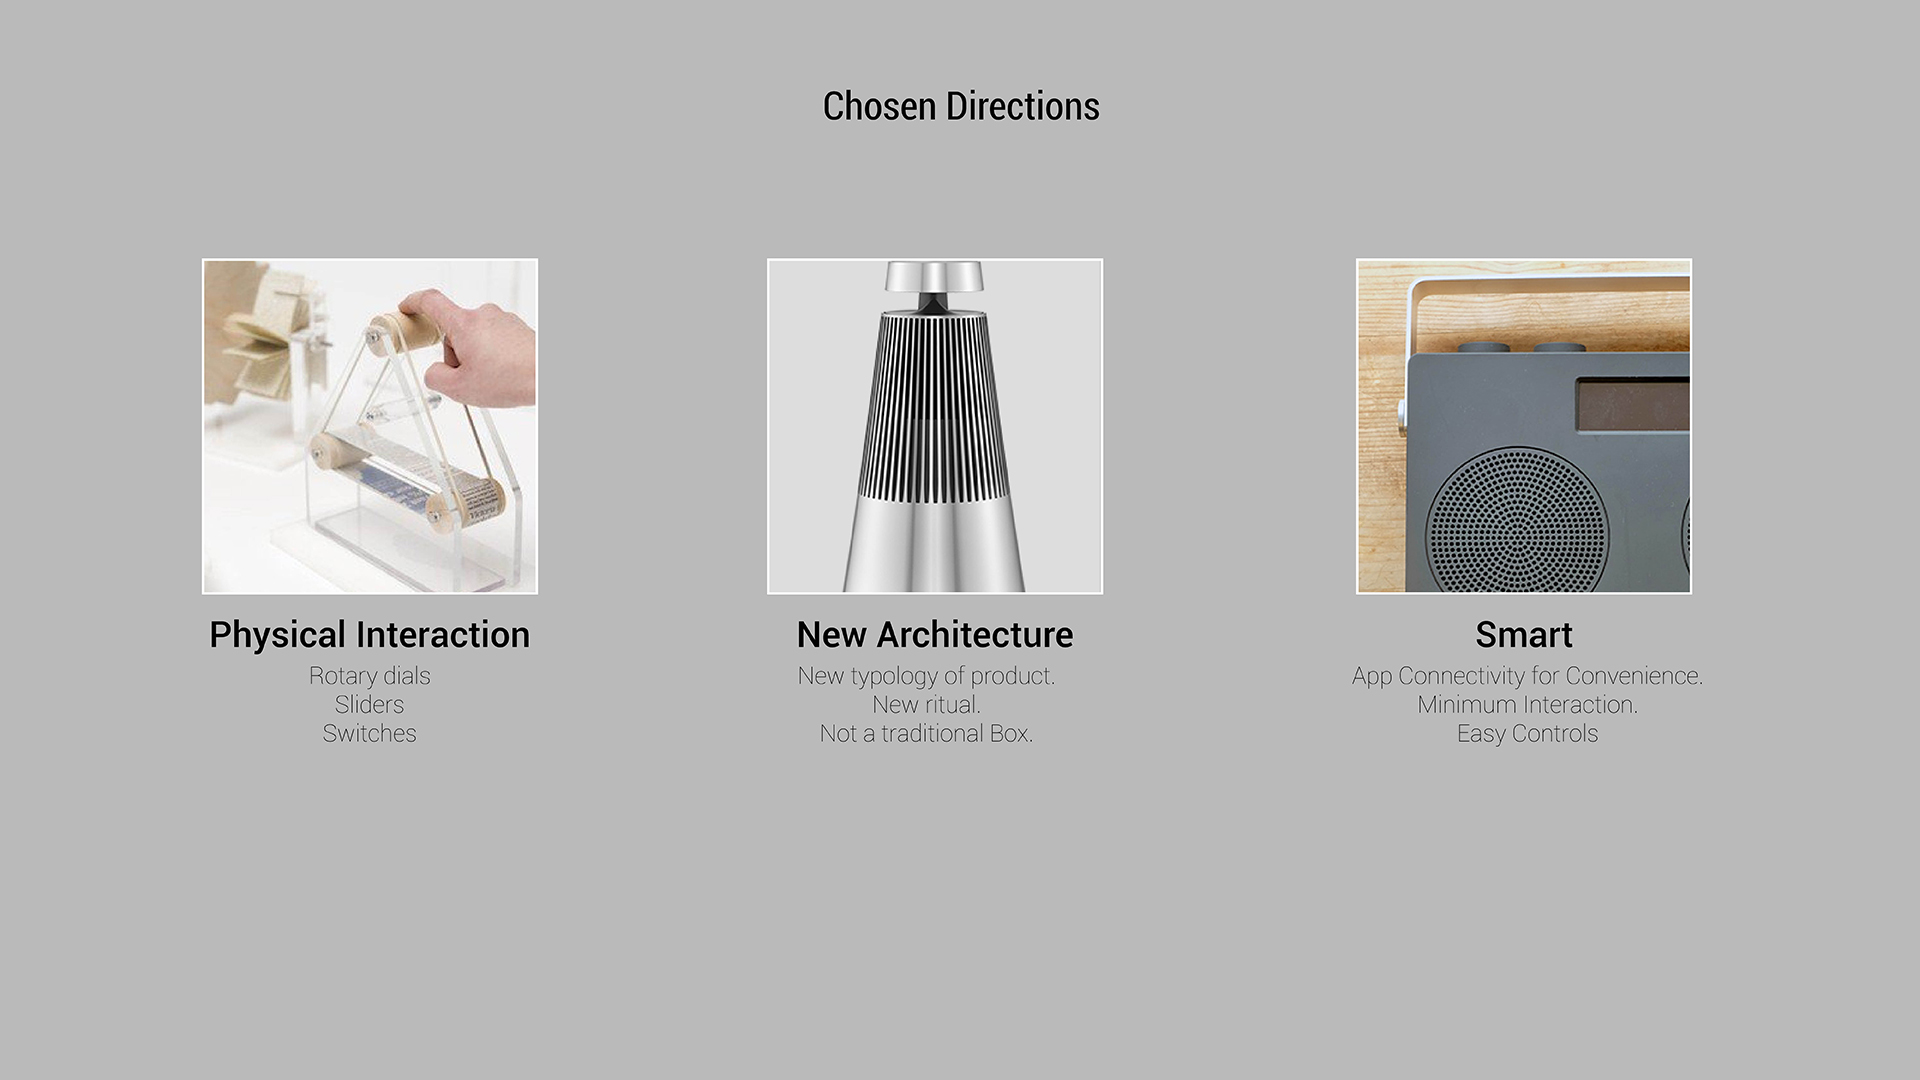 Chosen Directions
Physical Interaction
Rotary dials
Sliders
Switches
New Architecture
New typology of product.
New ritual.
Not a traditional Box.
Smart
App Connectivity for Convenience.
Minimum Interaction.
Easy Controls